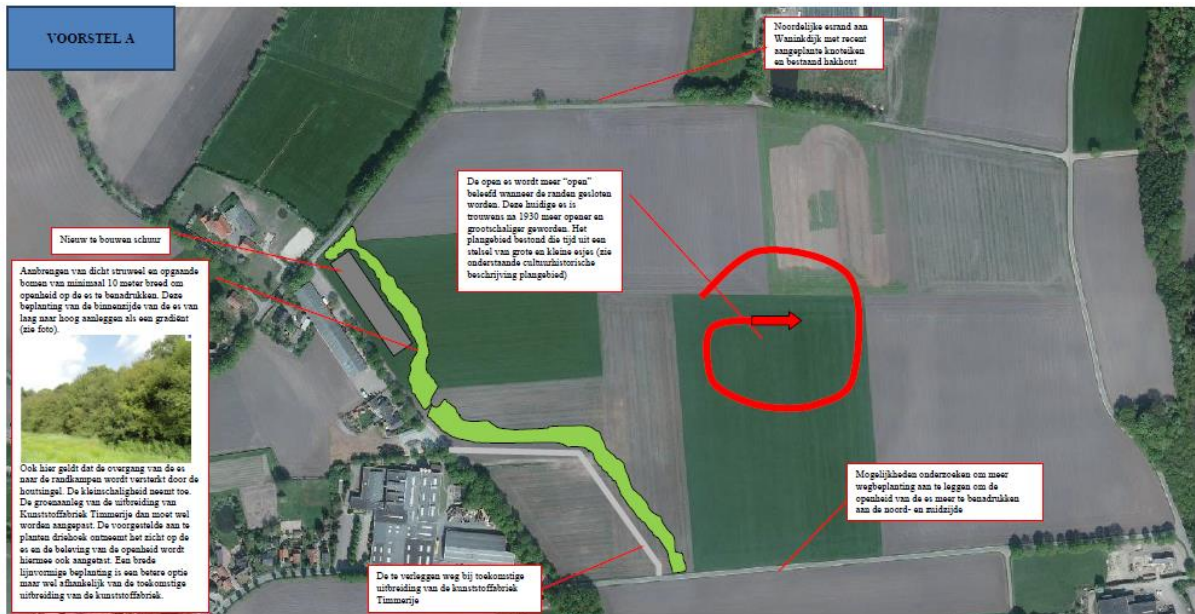 VOORSTEL A
Noordelijke esrand aan
Waninkdijk met recent
aangeplante knoteiken
en bestaand hakhout
De open es wordt meer “open”
beleefd wanneer de randen gesloten
worden. Deze huidige es is
trouwens na 1930 meer opener en
grootschaliger geworden. Het
plangebied bestond die tijd uit een
stelsel van grote en kleine esjes (zie
onderstaande cultuurhistorische
beschrijving plangebied)
Nieuw te bouwen schuur
Aanbrengen van dicht struweel en opgaande
bomen van minimaal 10 meter breed om
openheid op de es te benadrukken. Deze
beplanting van de binnenzijde van de es van
laag naar hoog aanleggen als een gradiënt
(zie foto).
Ook hier geldt dat de overgang van de es
naar de randkampen wordt versterkt door de
houtsingel. De kleinschaligheid neemt toe.
De groenaanleg van de uitbreiding van
Kunststoffabriek Timmerije dan moet wel
worden aangepast. De voorgestelde aan te
planten driehoek ontneemt het zicht op de
es en de beleving van de openheid wordt
hiermee ook aangetast. Een brede
lijnvormige beplanting is een betere optie
maar wel afhankelijk van de toekomstige
uitbreiding van de kunststoffabriek.
Mogelijkheden onderzoeken om meer
wegbeplanting aan te leggen om de
openheid van de es meer te benadrukken
aan de noord- en zuidzijde
De te verleggen weg bij toekomstige
uitbreiding van de kunststoffabriek
Timmerije